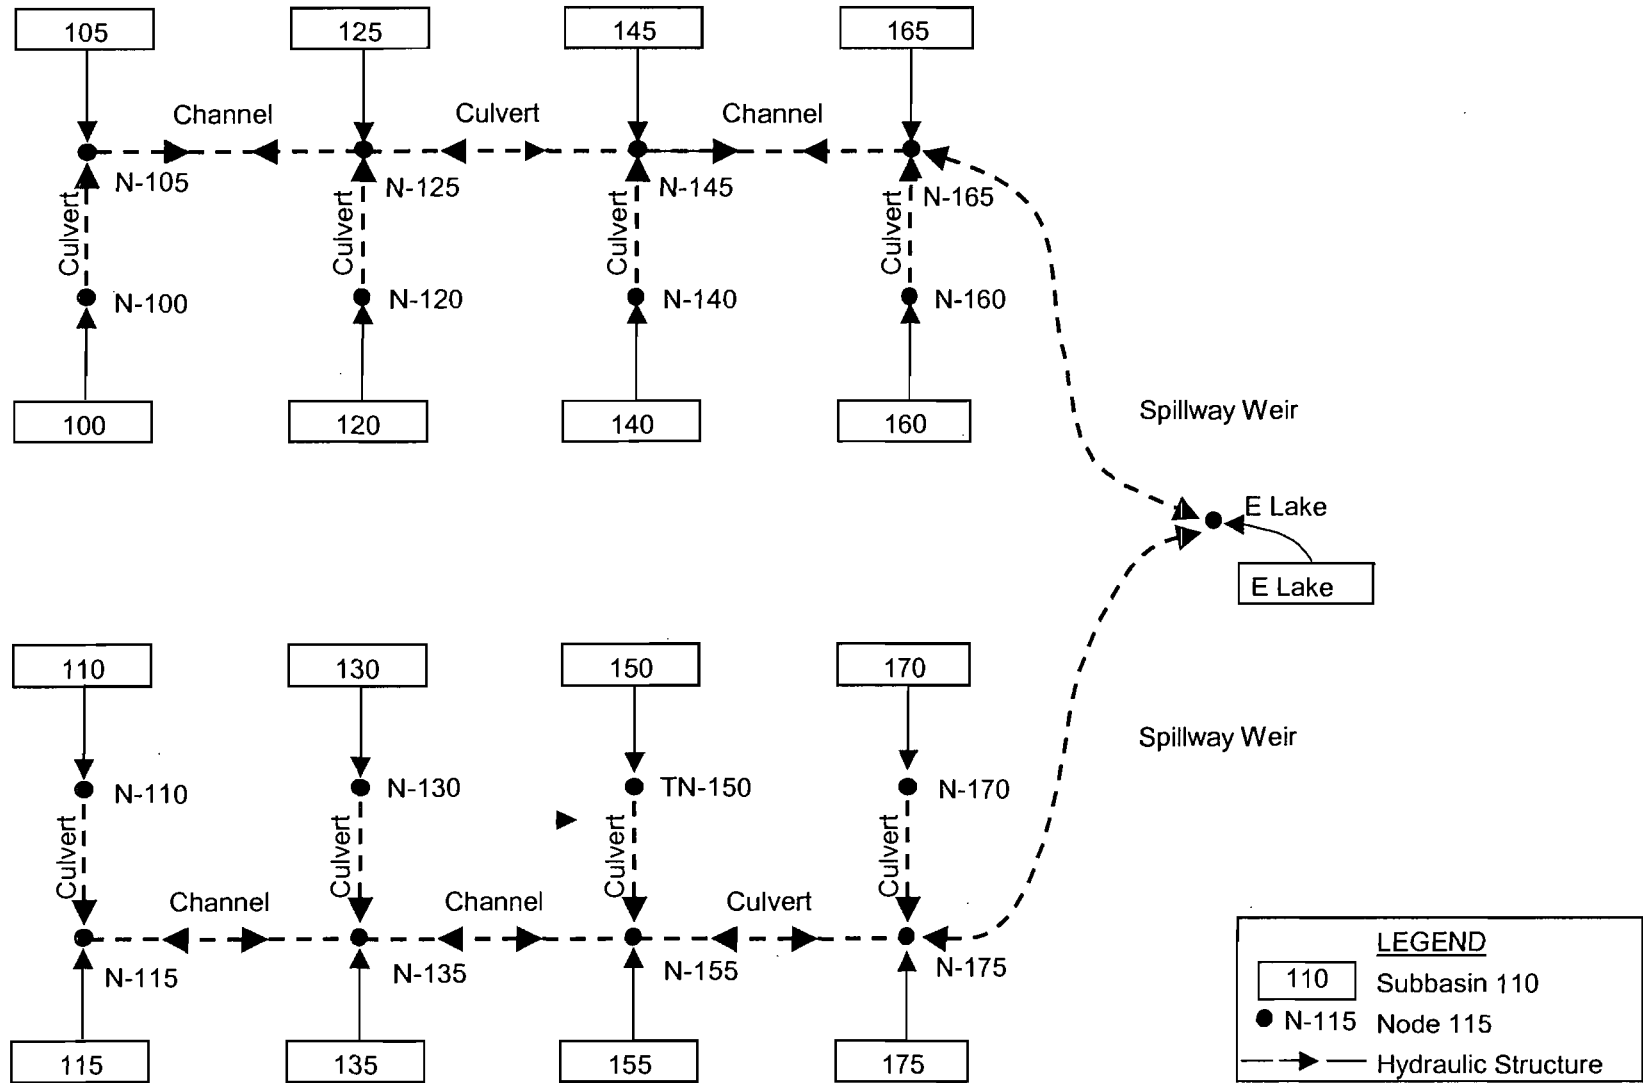 105
125
145
165
Channel
Culvert
Channel
N-105
N-125
N-145
N-165
Culvert
Culvert
Culvert
Culvert
N-100
N-120
N-140
N-160
100
120
140
160
Spillway Weir
E Lake
E Lake
110
130
150
170
Spillway Weir
N-110
N-130
TN-150
N-170
Culvert
Culvert
Culvert
Culvert
Channel
Channel
Culvert
N-115
N-135
N-155
N-175
115
135
155
175
LEGEND
110 Subbasin 110
N-115 Node 115
Hydraulic Structure